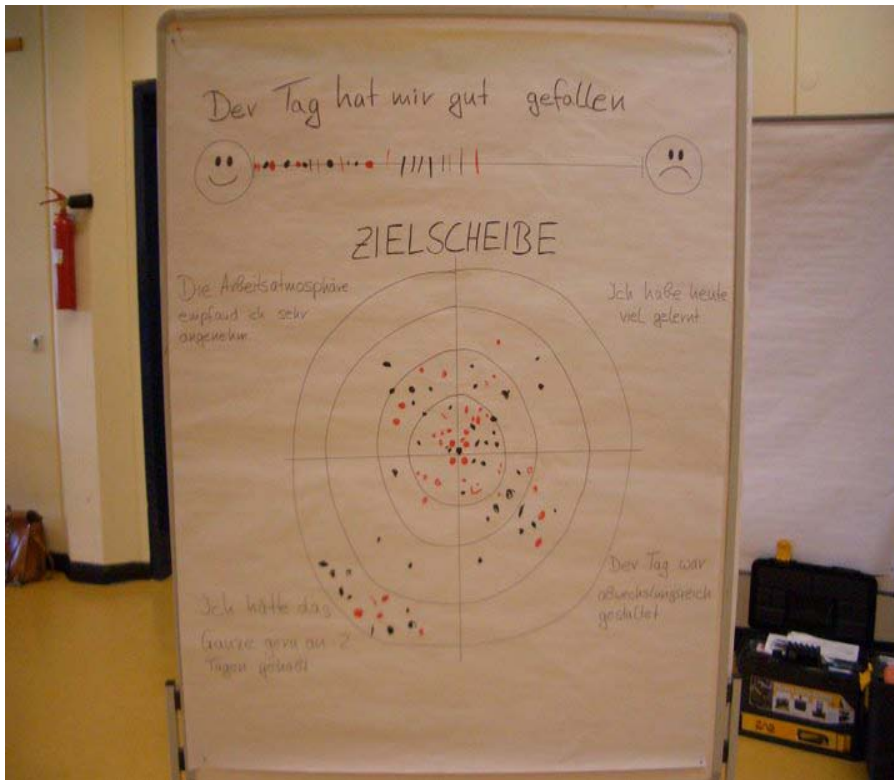 Der Tag hat mir gut gefallen
ZIELSCHEIBE
Die Arbeitsatmosphäre
empfand ich sehr
angenehm
Ich habe heute
viel gelernt
Ich hätte das
Ganze gern an 2
Tagen gehabt
Der Tag war
abwechslungsreich
gestaltet